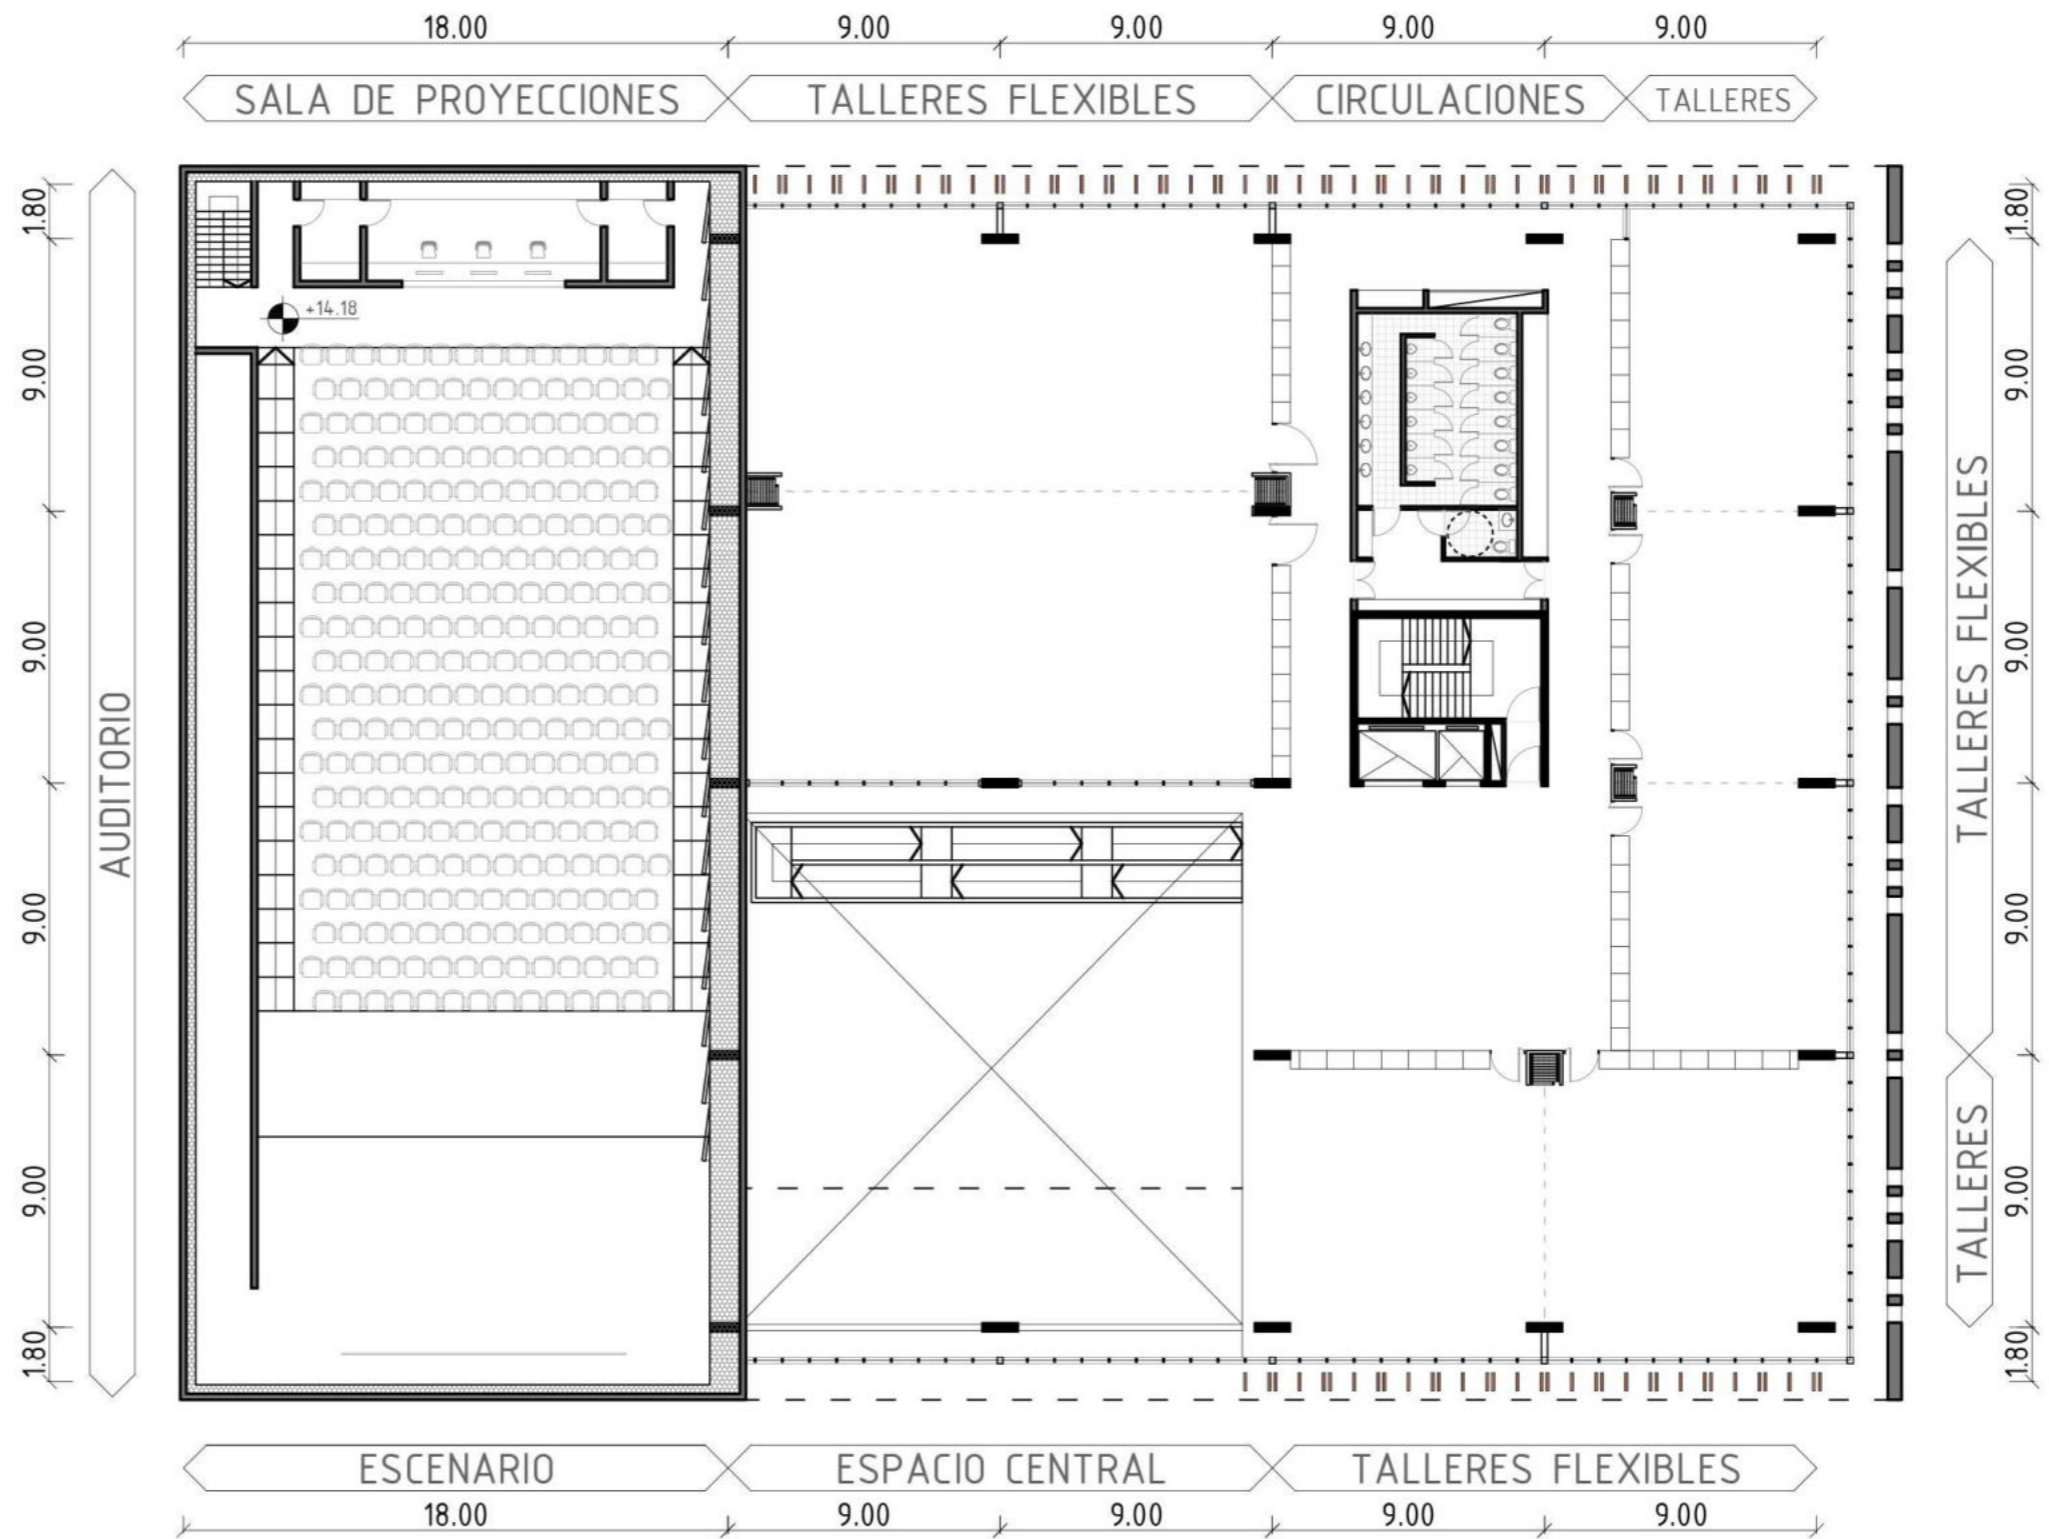 18.00 9.00 9.00 9.00 9.00
SALA DE PROYECCIONES TALLERES FLEXIBLES CIRCULACIONES TALLERES
1.80
9.00
9.00
9.00
9.00
1.80
AUDITORIO
+14.18
1.80
9.00
9.00
9.00
9.00
1.80
TALLERES FLEXIBLES
TALLERES
ESCENARIO ESPACIO CENTRAL TALLERES FLEXIBLES
18.00 9.00 9.00 9.00 9.00